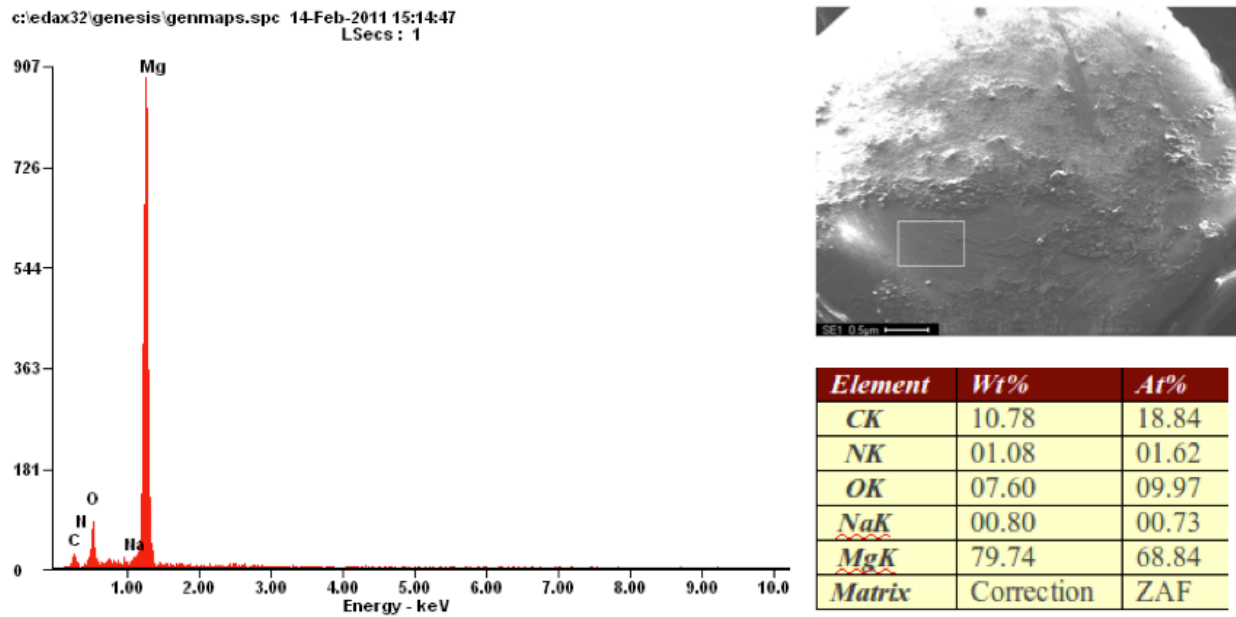 c:\edax32\genesis\genmaps.spc 14-Feb-2011 15:14:47
LSecs : 1
907
726
544
363
181
0
Mg
O
N
C
Na
1.00 2.00 3.00 4.00 5.00 6.00 7.00 8.00 9.00 10.0
Energy - keV
SE1 0.5µm
Element Wt% At%
CK 10.78 18.84
NK 01.08 01.62
OK 07.60 09.97
NaK 00.80 00.73
MgK 79.74 68.84
Matrix Correction ZAF